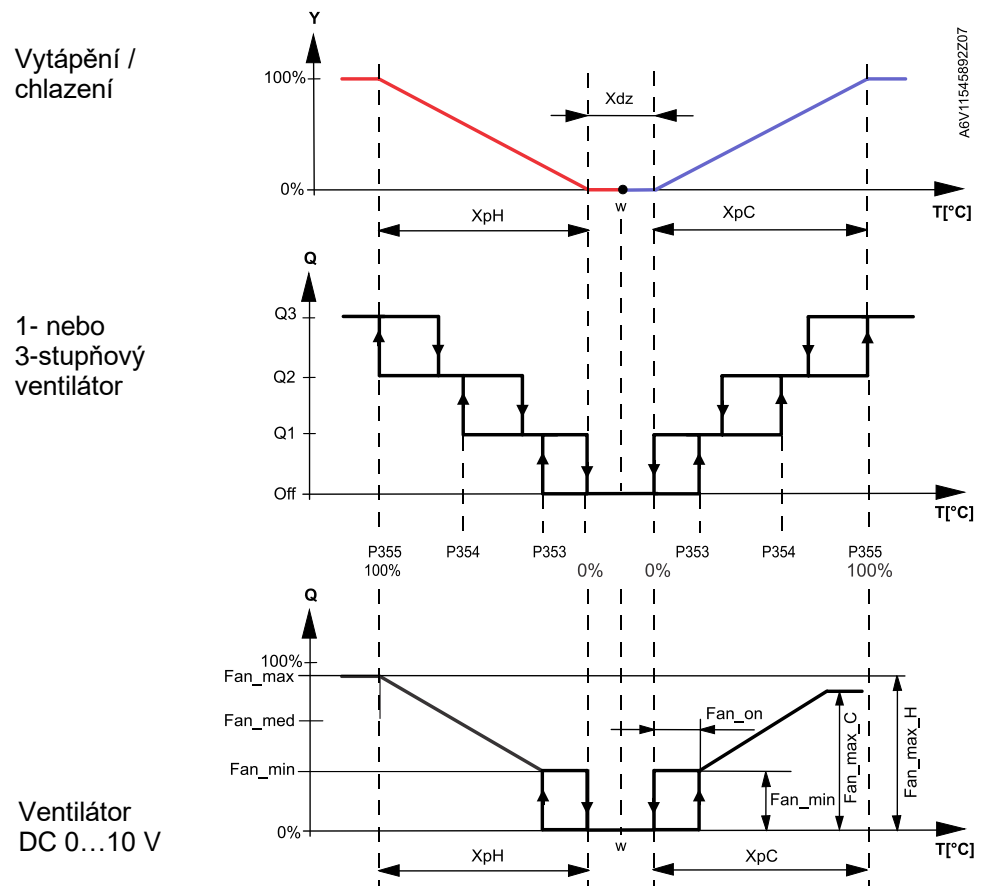 Vytápění /
chlazení
Y
100%
0%
Xdz
w
T[°C]
XpH
XpC
A6V11545892Z07
1- nebo
3-stupňový
ventilátor
Q
Q3
Q2
Q1
Off
T[°C]
P355
100%
P354
P353
0%
0%
P353
P354
P355
100%
Ventilátor
DC 0…10 V
Q
100%
Fan_max
Fan_med
Fan_min
0%
Fan_on
Fan_min
Fan_max_C
Fan_max_H
w
T[°C]
XpH
XpC